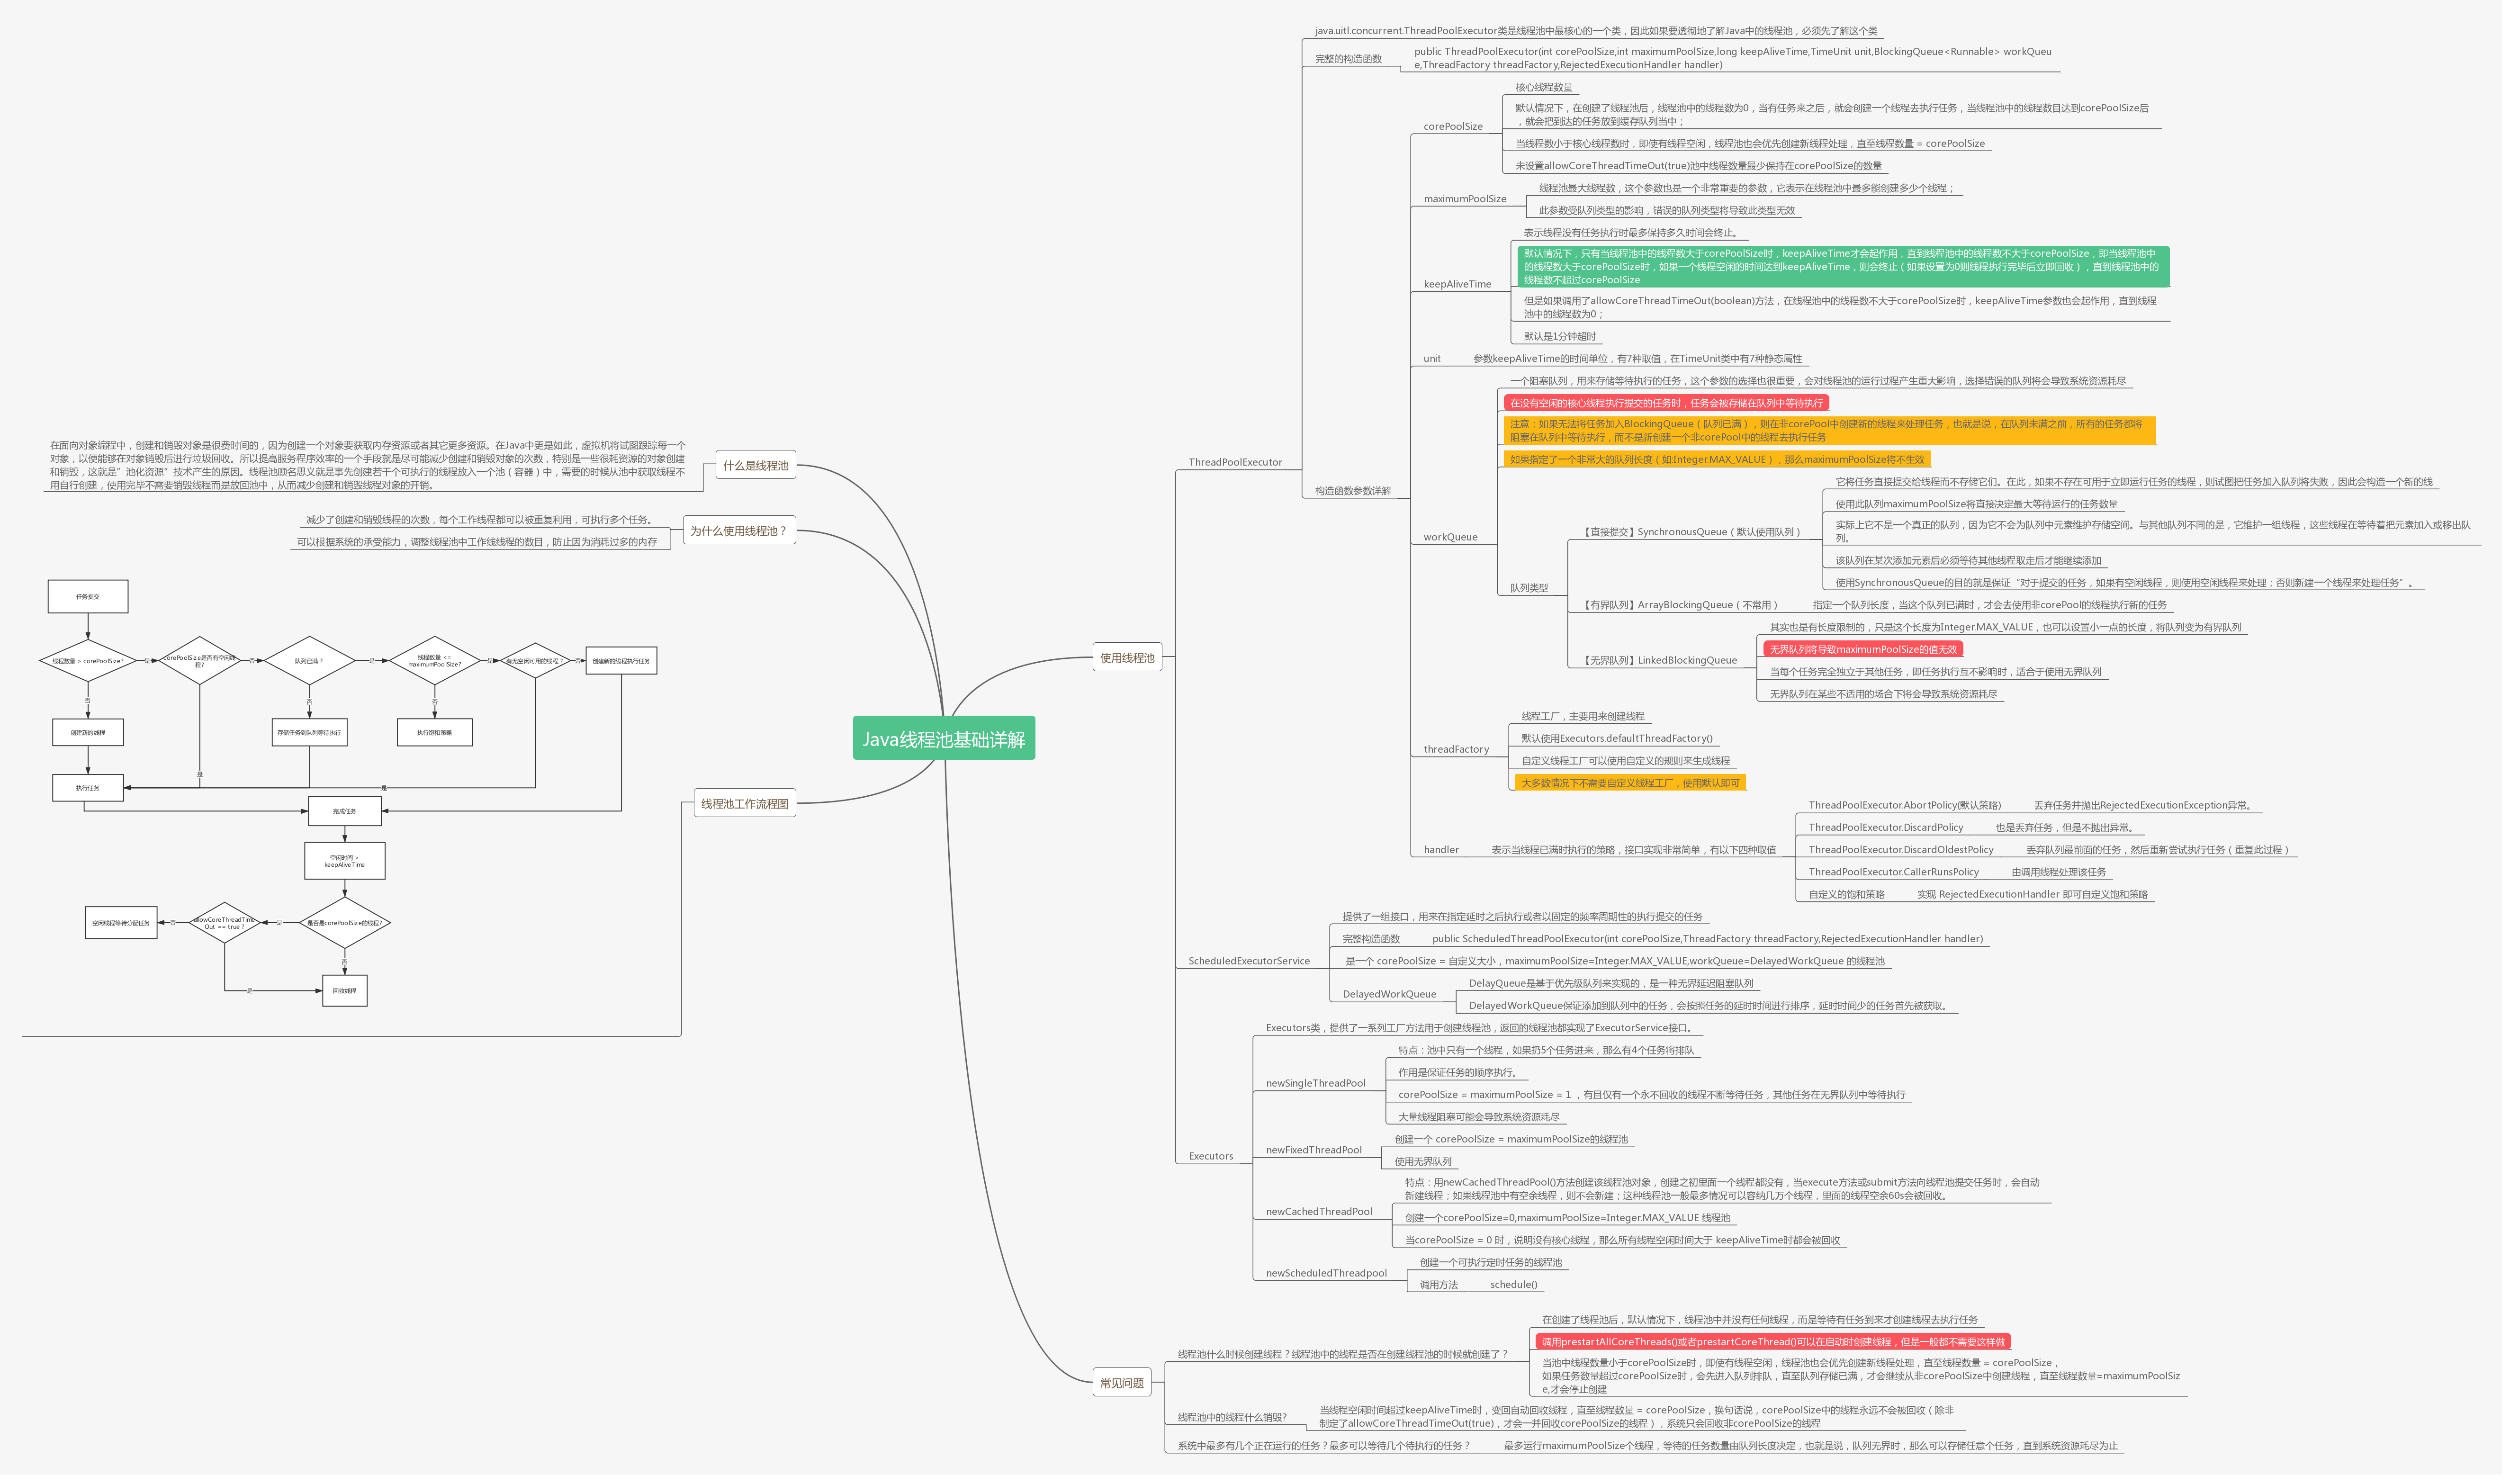 Java线程池基础详解
什么是线程池
在面向对象编程中，创建和销毁对象是很费时间的，因为创建一个对象要获取内存资源或者其它更多资源。在Java中更是如此，虚拟机将试图跟踪每一个
对象，以便能够在对象销毁后进行垃圾回收。所以提高服务程序效率的一个手段就是尽可能减少创建和销毁对象的次数，特别是一些很耗资源的对象创建
和销毁，这就是”池化资源”技术产生的原因。线程池顾名思义就是事先创建若干个可执行的线程放入一个池（容器）中，需要的时候从池中获取线程不
用自行创建，使用完毕不需要销毁线程而是放回池中，从而减少创建和销毁线程对象的开销。
为什么使用线程池？
减少了创建和销毁线程的次数，每个工作线程都可以被重复利用，可执行多个任务。
可以根据系统的承受能力，调整线程池中工作线线程的数目，防止因为消耗过多的内存
线程池工作流程图
任务提交
线程数量 > corePoolSize?
是
corePoolSize是否有空闲线
程?
否
队列已满？
是
线程数量 <=
maximumPoolSize?
是
有无空闲可用的线程？
否
创建新的线程执行任务
否
否
否
创建新的线程
存储任务到队列等待执行
执行饱和策略
是
执行任务
是
完成任务
空闲时间 >
keepAliveTime
是否是corePoolSize的线程?
是
allowCoreThreadTime
Out == true ?
否
空闲线程等待分配任务
否
是
回收线程
使用线程池
ThreadPoolExecutor
java.uitl.concurrent.ThreadPoolExecutor类是线程池中最核心的一个类，因此如果要透彻地了解Java中的线程池，必须先了解这个类
完整的构造函数
public ThreadPoolExecutor(int corePoolSize,int maximumPoolSize,long keepAliveTime,TimeUnit unit,BlockingQueue<Runnable> workQueu
e,ThreadFactory threadFactory,RejectedExecutionHandler handler)
构造函数参数详解
corePoolSize
核心线程数量
默认情况下，在创建了线程池后，线程池中的线程数为0，当有任务来之后，就会创建一个线程去执行任务，当线程池中的线程数目达到corePoolSize后
，就会把到达的任务放到缓存队列当中；
当线程数小于核心线程数时，即使有线程空闲，线程池也会优先创建新线程处理，直至线程数量 = corePoolSize
未设置allowCoreThreadTimeOut(true)池中线程数量最少保持在corePoolSize的数量
maximumPoolSize
线程池最大线程数，这个参数也是一个非常重要的参数，它表示在线程池中最多能创建多少个线程；
此参数受队列类型的影响，错误的队列类型将导致此类型无效
keepAliveTime
表示线程没有任务执行时最多保持多久时间会终止。
默认情况下，只有当线程池中的线程数大于corePoolSize时，keepAliveTime才会起作用，直到线程池中的线程数不大于corePoolSize，即当线程池中
的线程数大于corePoolSize时，如果一个线程空闲的时间达到keepAliveTime，则会终止（如果设置为0则线程执行完毕后立即回收），直到线程池中的
线程数不超过corePoolSize
但是如果调用了allowCoreThreadTimeOut(boolean)方法，在线程池中的线程数不大于corePoolSize时，keepAliveTime参数也会起作用，直到线程
池中的线程数为0；
默认是1分钟超时
unit
参数keepAliveTime的时间单位，有7种取值，在TimeUnit类中有7种静态属性
workQueue
一个阻塞队列，用来存储等待执行的任务，这个参数的选择也很重要，会对线程池的运行过程产生重大影响，选择错误的队列将会导致系统资源耗尽
在没有空闲的核心线程执行提交的任务时，任务会被存储在队列中等待执行
注意：如果无法将任务加入BlockingQueue（队列已满），则在非corePool中创建新的线程来处理任务，也就是说，在队列未满之前，所有的任务都将
阻塞在队列中等待执行，而不是新创建一个非corePool中的线程去执行任务
如果指定了一个非常大的队列长度（如:Integer.MAX_VALUE），那么maximumPoolSize将不生效
队列类型
【直接提交】SynchronousQueue（默认使用队列）
它将任务直接提交给线程而不存储它们。在此，如果不存在可用于立即运行任务的线程，则试图把任务加入队列将失败，因此会构造一个新的线
使用此队列maximumPoolSize将直接决定最大等待运行的任务数量
实际上它不是一个真正的队列，因为它不会为队列中元素维护存储空间。与其他队列不同的是，它维护一组线程，这些线程在等待着把元素加入或移出队
列。
该队列在某次添加元素后必须等待其他线程取走后才能继续添加
使用SynchronousQueue的目的就是保证“对于提交的任务，如果有空闲线程，则使用空闲线程来处理；否则新建一个线程来处理任务”。
【有界队列】ArrayBlockingQueue（不常用）
指定一个队列长度，当这个队列已满时，才会去使用非corePool的线程执行新的任务
【无界队列】LinkedBlockingQueue
其实也是有长度限制的，只是这个长度为Integer.MAX_VALUE，也可以设置小一点的长度，将队列变为有界队列
无界队列将导致maximumPoolSize的值无效
当每个任务完全独立于其他任务，即任务执行互不影响时，适合于使用无界队列
无界队列在某些不适用的场合下将会导致系统资源耗尽
threadFactory
线程工厂，主要用来创建线程
默认使用Executors.defaultThreadFactory()
自定义线程工厂可以使用自定义的规则来生成线程
大多数情况下不需要自定义线程工厂，使用默认即可
handler
表示当线程已满时执行的策略，接口实现非常简单，有以下四种取值
ThreadPoolExecutor.AbortPolicy(默认策略)
丢弃任务并抛出RejectedExecutionException异常。
ThreadPoolExecutor.DiscardPolicy
也是丢弃任务，但是不抛出异常。
ThreadPoolExecutor.DiscardOldestPolicy
丢弃队列最前面的任务，然后重新尝试执行任务（重复此过程）
ThreadPoolExecutor.CallerRunsPolicy
由调用线程处理该任务
自定义的饱和策略
实现 RejectedExecutionHandler 即可自定义饱和策略
ScheduledExecutorService
提供了一组接口，用来在指定延时之后执行或者以固定的频率周期性的执行提交的任务
完整构造函数
public ScheduledThreadPoolExecutor(int corePoolSize,ThreadFactory threadFactory,RejectedExecutionHandler handler)
是一个 corePoolSize = 自定义大小，maximumPoolSize=Integer.MAX_VALUE,workQueue=DelayedWorkQueue 的线程池
DelayedWorkQueue
DelayQueue是基于优先级队列来实现的，是一种无界延迟阻塞队列
DelayedWorkQueue保证添加到队列中的任务，会按照任务的延时时间进行排序，延时时间少的任务首先被获取。
Executors
Executors类，提供了一系列工厂方法用于创建线程池，返回的线程池都实现了ExecutorService接口。
newSingleThreadPool
特点：池中只有一个线程，如果扔5个任务进来，那么有4个任务将排队
作用是保证任务的顺序执行。
corePoolSize = maximumPoolSize = 1 ，有且仅有一个永不回收的线程不断等待任务，其他任务在无界队列中等待执行
大量线程阻塞可能会导致系统资源耗尽
newFixedThreadPool
创建一个 corePoolSize = maximumPoolSize的线程池
使用无界队列
newCachedThreadPool
特点：用newCachedThreadPool()方法创建该线程池对象，创建之初里面一个线程都没有，当execute方法或submit方法向线程池提交任务时，会自动
新建线程；如果线程池中有空余线程，则不会新建；这种线程池一般最多情况可以容纳几万个线程，里面的线程空余60s会被回收。
创建一个corePoolSize=0,maximumPoolSize=Integer.MAX_VALUE 线程池
当corePoolSize = 0 时，说明没有核心线程，那么所有线程空闲时间大于 keepAliveTime时都会被回收
newScheduledThreadpool
创建一个可执行定时任务的线程池
调用方法
schedule()
常见问题
线程池什么时候创建线程？线程池中的线程是否在创建线程池的时候就创建了？
在创建了线程池后，默认情况下，线程池中并没有任何线程，而是等待有任务到来才创建线程去执行任务
调用prestartAllCoreThreads()或者prestartCoreThread()可以在启动时创建线程，但是一般都不需要这样做
当池中线程数量小于corePoolSize时，即使有线程空闲，线程池也会优先创建新线程处理，直至线程数量 = corePoolSize，
如果任务数量超过corePoolSize时，会先进入队列排队，直至队列存储已满，才会继续从非corePoolSize中创建线程，直至线程数量=maximumPoolSiz
e,才会停止创建
线程池中的线程什么销毁?
当线程空闲时间超过keepAliveTime时，变回自动回收线程，直至线程数量 = corePoolSize，换句话说，corePoolSize中的线程永远不会被回收（除非
制定了allowCoreThreadTimeOut(true)，才会一并回收corePoolSize的线程），系统只会回收非corePoolSize的线程
系统中最多有几个正在运行的任务？最多可以等待几个待执行的任务？
最多运行maximumPoolSize个线程，等待的任务数量由队列长度决定，也就是说，队列无界时，那么可以存储任意个任务，直到系统资源耗尽为止